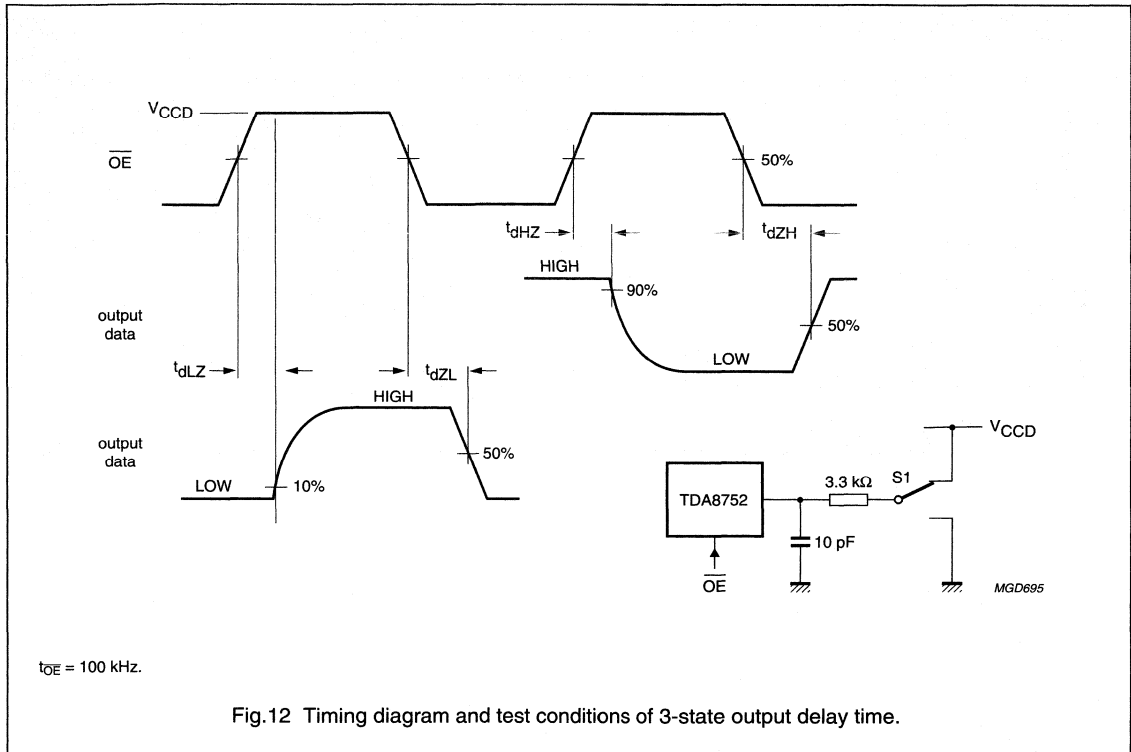 VCCD
OE
50%
tdHZ
tdZH
HIGH
90%
output
data
50%
LOW
tdLZ
tdZL
HIGH
output
data
50%
LOW
10%
VCCD
S1
3.3 kΩ
TDA8752
10 pF
OE
MGD695
tOE = 100 kHz.
Fig.12 Timing diagram and test conditions of 3-state output delay time.